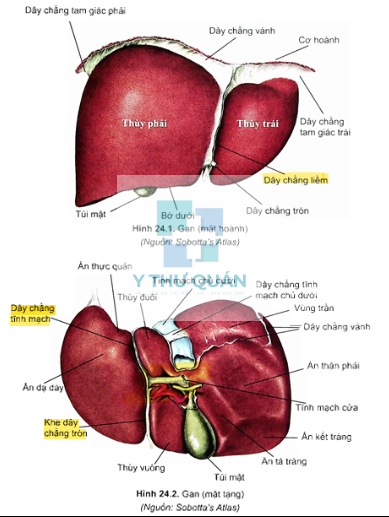 Dây chằng tam giác phải
Dây chằng vành
Cơ hoành
Thùy phải
Thùy trái
Dây chằng
tam giác trái
Dây chằng liềm
Túi mật
Bờ dưới
Dây chằng tròn
Hình 24.1. Gan (mặt hoành)
(Nguồn: Sobotta's Atlas)
Y THƯ QUÁN
Ấn thực quản
Tĩnh mạch chủ dưới
Dây chằng tĩnh
mạch chủ dưới
Thùy đuôi
Vùng trần
Dây chằng
tĩnh mạch
Dây chằng vành
Ấn thận phải
Ấn dạ dày
Tĩnh mạch cửa
Khe dây
chằng tròn
Ấn kết tràng
Ấn tá tràng
Thùy vuông
Túi mật
Hình 24.2. Gan (mặt tạng)
(Nguồn: Sobotta's Atlas)